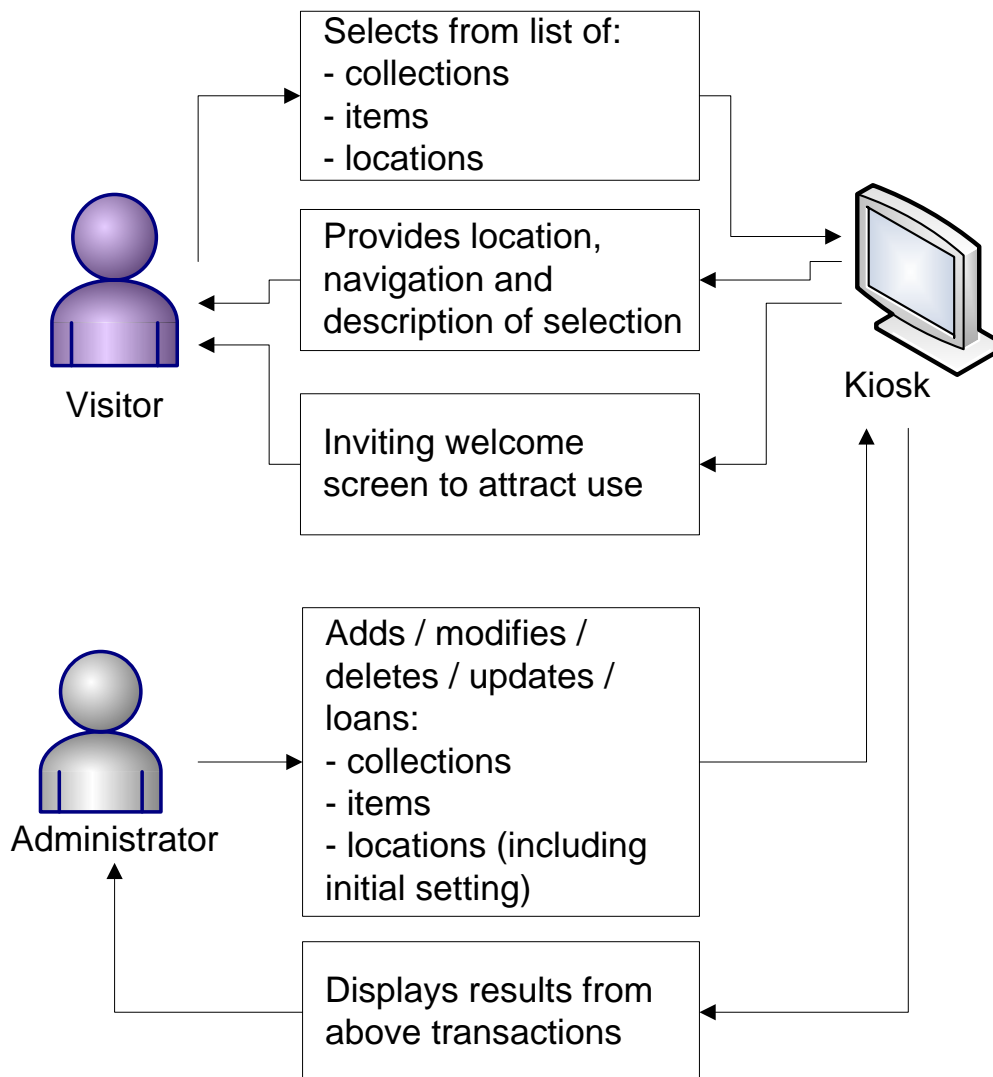 Selects from list of:
- collections
- items
- locations
Provides location,
navigation and
description of selection
Visitor
Kiosk
Inviting welcome
screen to attract use
Adds / modifies /
deletes / updates /
loans:
- collections
- items
- locations (including
initial setting)
Administrator
Displays results from
above transactions